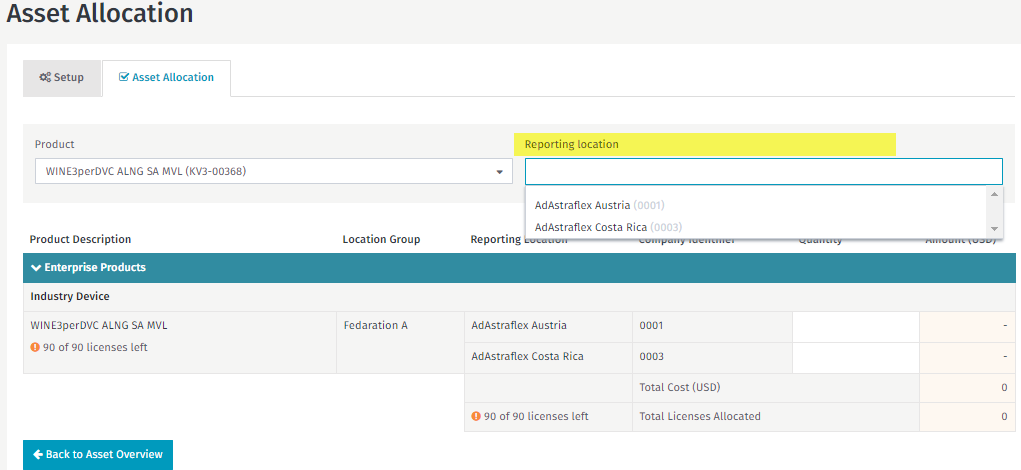 Asset Allocation
Setup
Asset Allocation
Product
Reporting location
WINE3perDVC ALNG SA MVL (KV3-00368)
AdAstraflex Austria (0001)
AdAstraflex Costa Rica (0003)
Product Description Location Group Reporting Location Company Identifier Quantity Amount (USD)
Enterprise Products
Industry Device
WINE3perDVC ALNG SA MVL Fedaration A AdAstraflex Austria 0001 -
90 of 90 licenses left
AdAstraflex Costa Rica 0003 -
Total Cost (USD) 0
90 of 90 licenses left Total Licenses Allocated 0
Back to Asset Overview